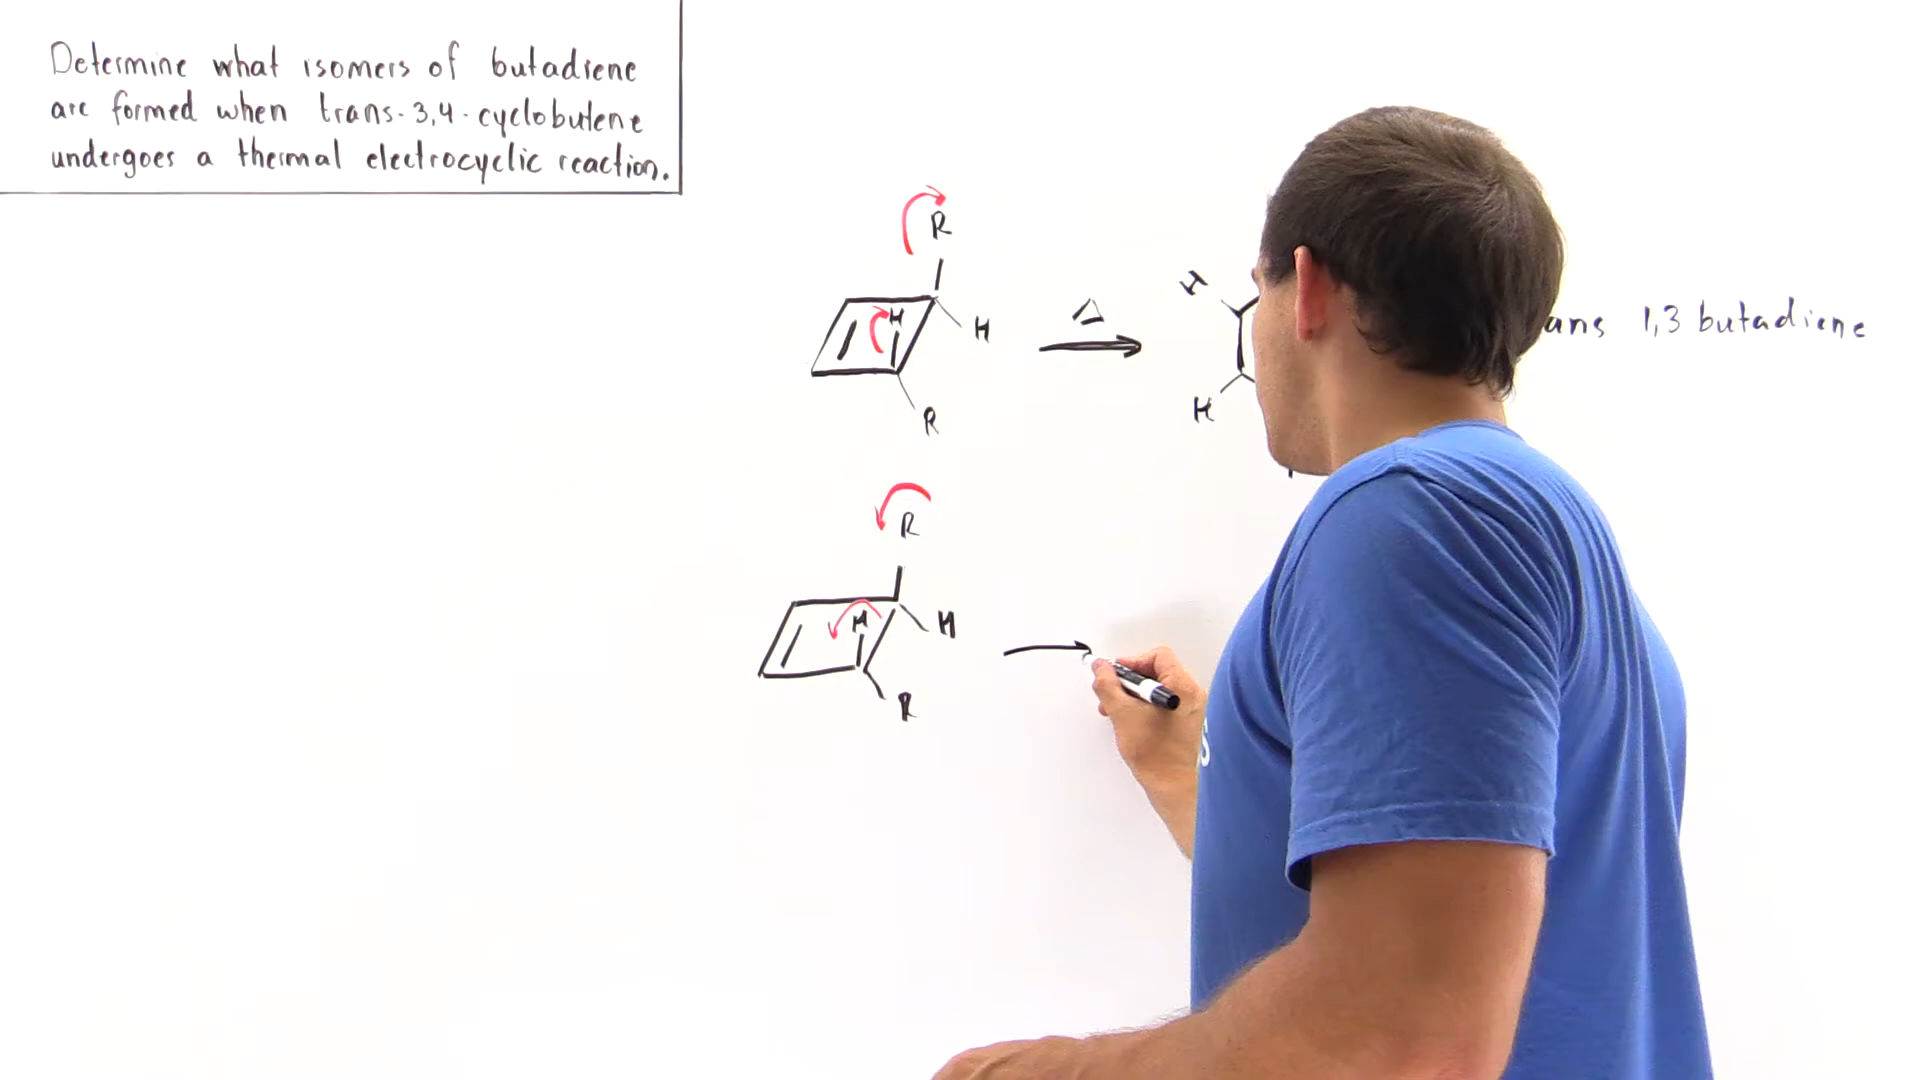 Determine what isomers of butadiene
are formed when trans-3,4-cyclobutene
undergoes a thermal electrocyclic reaction.
R
H
H
R
Δ
H
H
1,3 butadiene
R
H
H
R